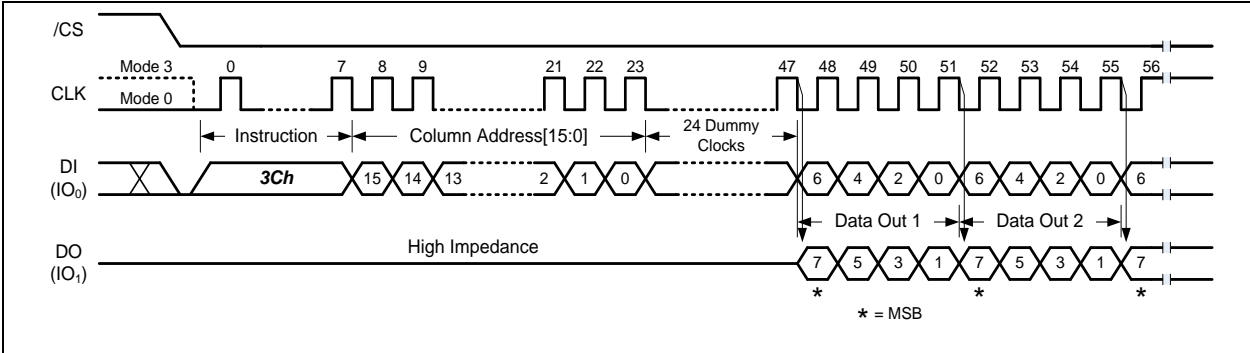 /CS
Mode 3 0 7 8 9 21 22 23 47 48 49 50 51 52 53 54 55 56
CLK
Mode 0
Instruction Column Address[15:0] 24 Dummy Clocks
DI (IO0) 3Ch 15 14 13 2 1 0 6 4 2 0 6 4 2 0 6
Data Out 1 Data Out 2
High Impedance
DO (IO1) 7 5 3 1 7 5 3 1 7
* * *
* = MSB